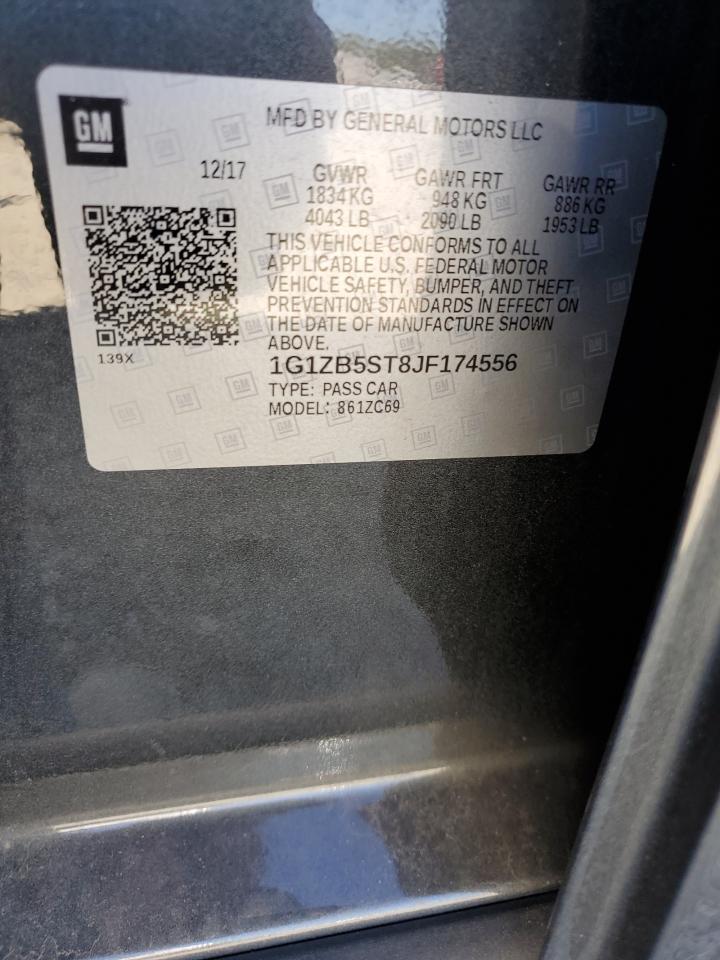 GM
MFD BY GENERAL MOTORS LLC
12/17
GVWR GAWR FRT GAWR RR
1834 KG 948 KG 886 KG
4043 LB 2090 LB 1953 LB
THIS VEHICLE CONFORMS TO ALL
APPLICABLE U.S. FEDERAL MOTOR
VEHICLE SAFETY, BUMPER, AND THEFT
PREVENTION STANDARDS IN EFFECT ON
THE DATE OF MANUFACTURE SHOWN
ABOVE.
139X
1G1ZB5ST8JF174556
TYPE: PASS CAR
MODEL: 861ZC69